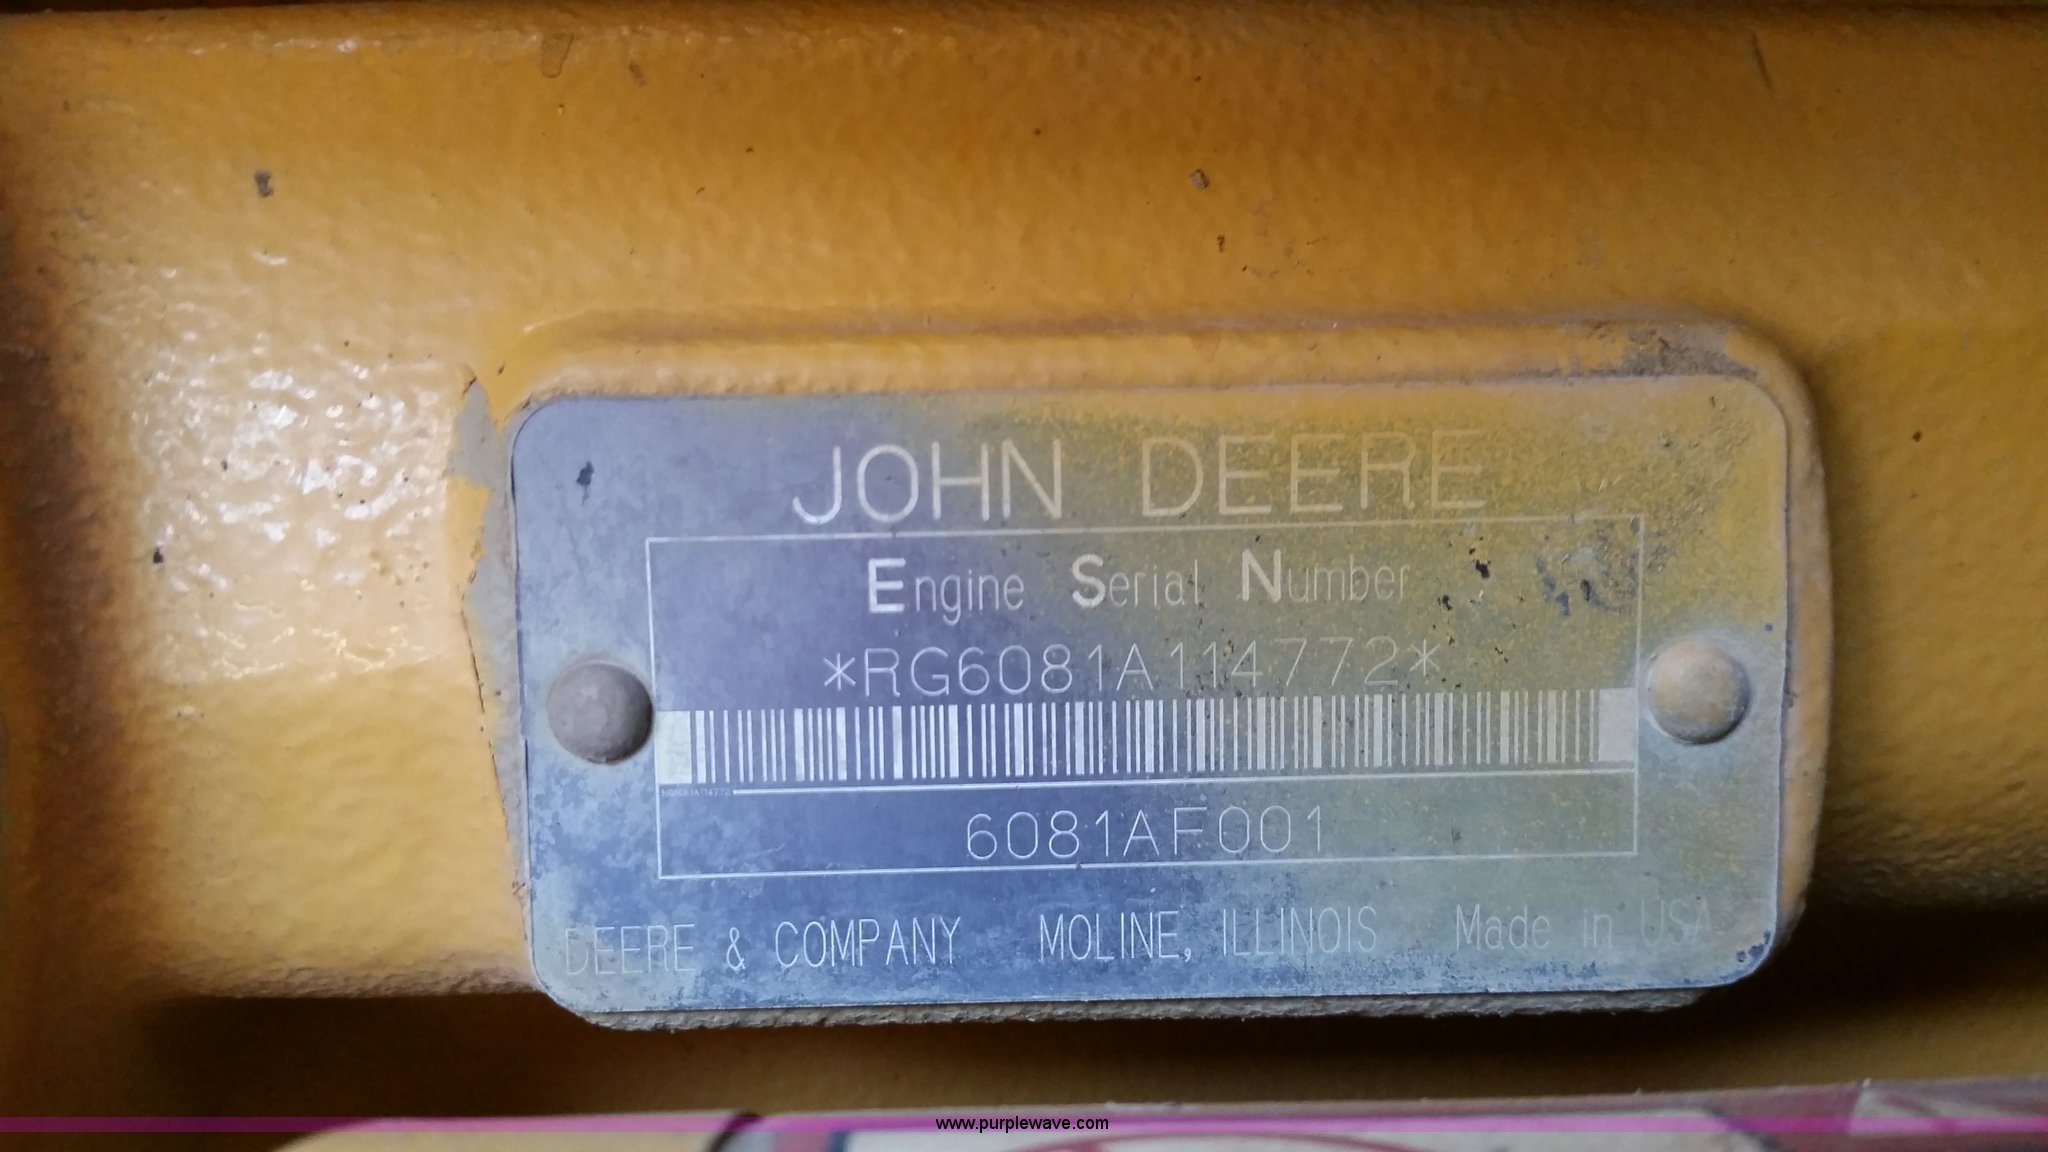 JOHN DEERE
Engine Serial Number
*RG6081A114772*
6081AF001
DEERE & COMPANY MOLINE, ILLINOIS Made in USA
www.purplewave.com